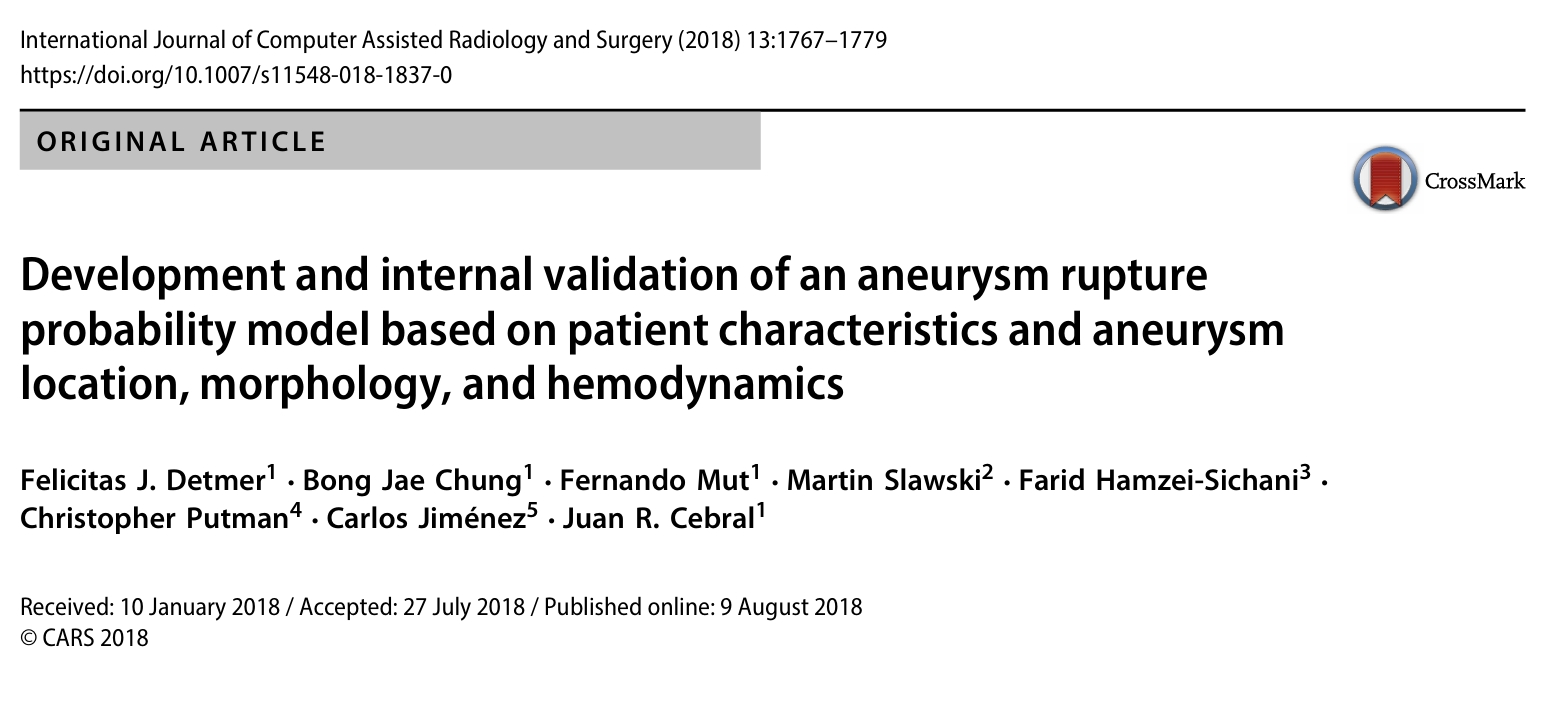 International Journal of Computer Assisted Radiology and Surgery (2018) 13:1767–1779
https://doi.org/10.1007/s11548-018-1837-0
ORIGINAL ARTICLE
CrossMark
Development and internal validation of an aneurysm rupture
probability model based on patient characteristics and aneurysm
location, morphology, and hemodynamics
Felicitas J. Detmer¹ · Bong Jae Chung¹ · Fernando Mut¹ · Martin Slawski² · Farid Hamzei-Sichani³ ·
Christopher Putman⁴ · Carlos Jiménez⁵ · Juan R. Cebral¹
Received: 10 January 2018 / Accepted: 27 July 2018 / Published online: 9 August 2018
© CARS 2018